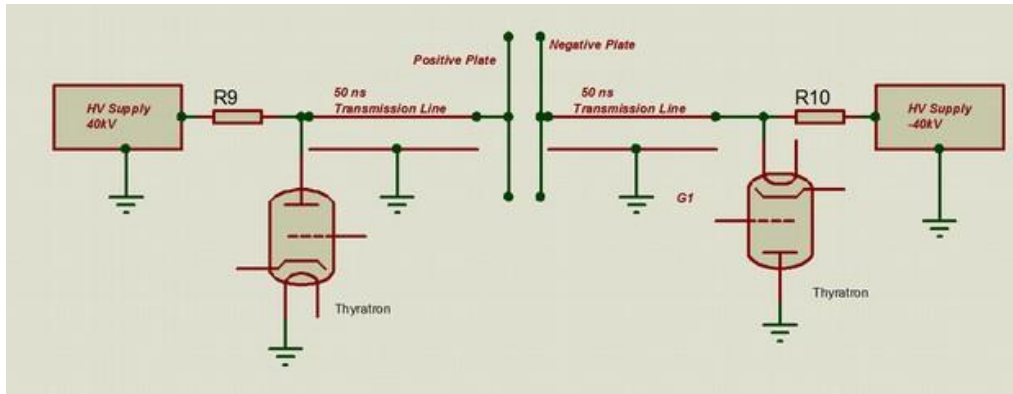 Positive Plate
Negative Plate
HV Supply
40kV
R9
50 ns
Transmission Line
50 ns
Transmission Line
R10
HV Supply
-40kV
G1
Thyratron
Thyratron